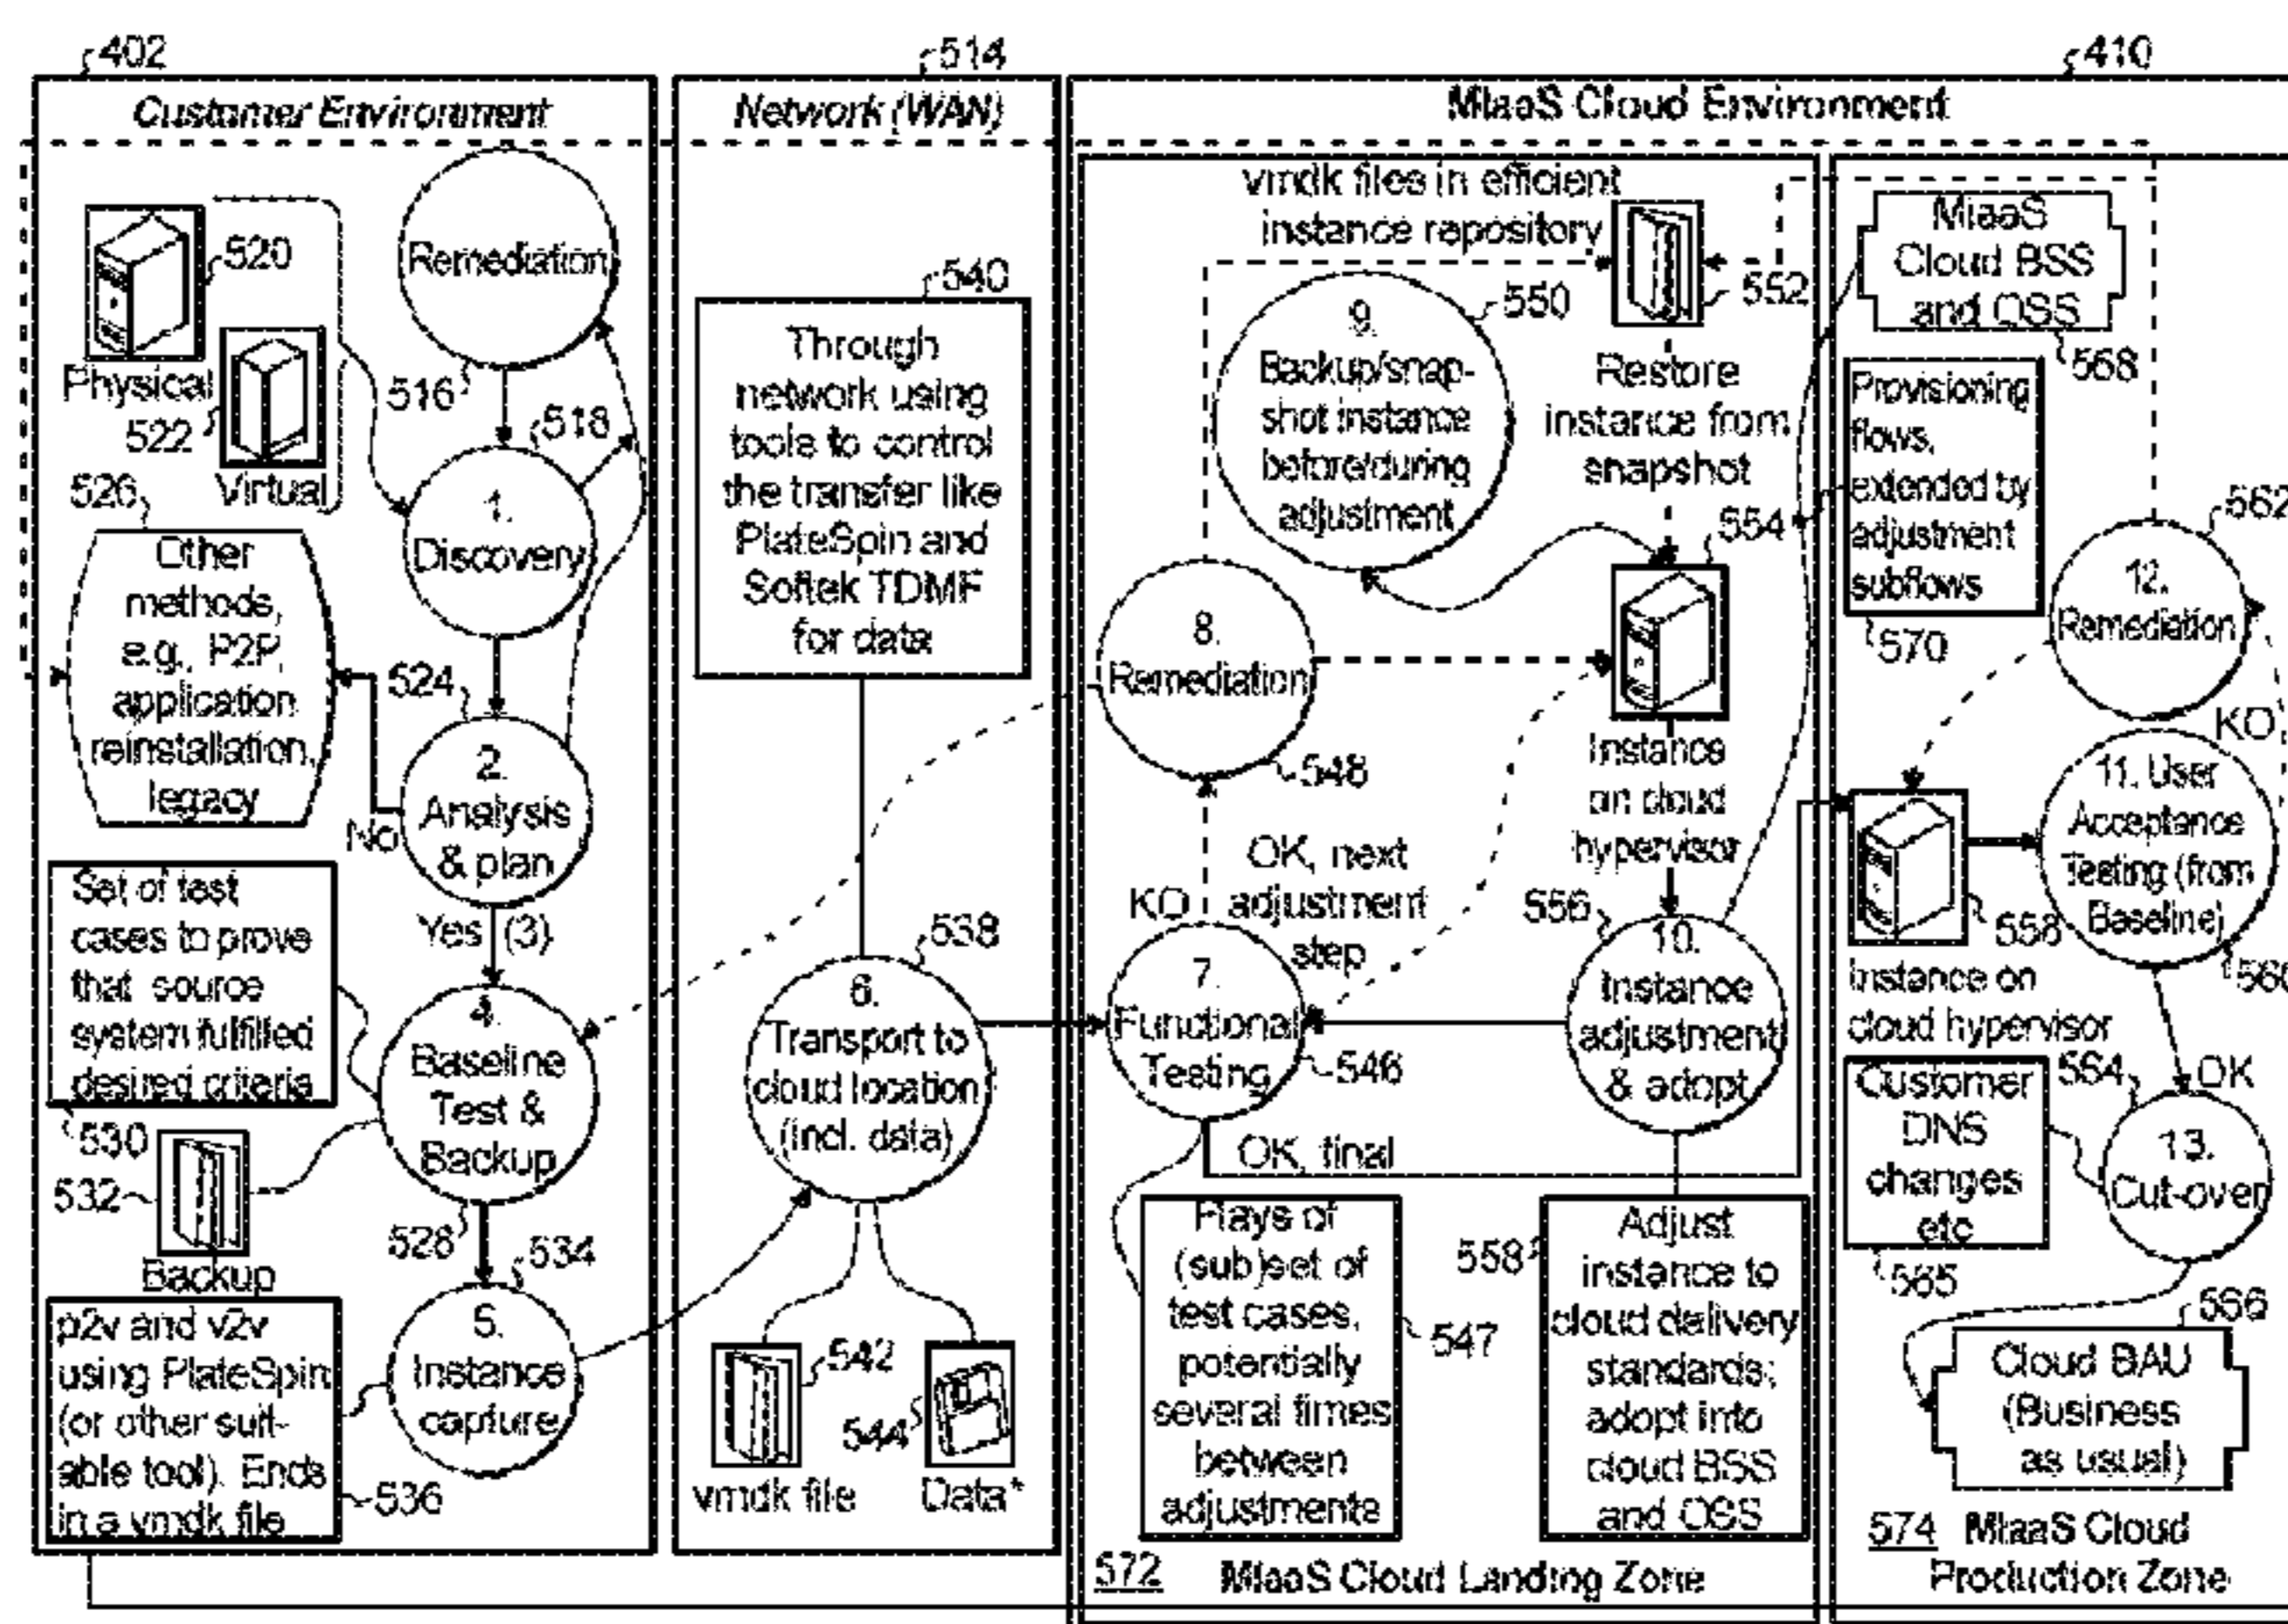 402
514
410
Customer Environment
Network (WAN)
MIaaS Cloud Environment
Remediation
516
520
Physical
522
Virtual
518
1.
Discovery
526
Other
methods,
e.g., P2P,
application
reinstallation,
legacy
524
2.
Analysis
& plan
No
Yes (3)
Set of test
cases to prove
that source
system fulfilled
desired criteria
530
4.
Baseline
Test &
Backup
528
532
Backup
534
5.
Instance
capture
p2v and v2v
using PlateSpin
(or other suit-
able tool). Ends
in a vmdk file
536
540
Through
network using
tools to control
the transfer like
PlateSpin and
Softek TDMF
for data
538
6.
Transport to
cloud location
(incl. data)
542
vmdk file
544
Data*
vmdk files in efficient
instance repository
552
550
9.
Backup/snap-
shot instance
before/during
adjustment
Restore
instance from
snapshot
554
8.
Remediation
548
Instance
on cloud
hypervisor
KO
OK, next
adjustment
step
7.
Functional
Testing
546
556
10.
Instance
adjustment
& adopt
OK, final
Plays of
(sub)set of
test cases,
potentially
several times
between
adjustments
547
558
Adjust
instance to
cloud delivery
standards;
adopt into
cloud BSS
and OSS
572 MIaaS Cloud Landing Zone
MIaaS
Cloud BSS
and OSS
568
Provisioning
flows,
extended by
adjustment
subflows
570
562
12.
Remediation
KO
11. User
Acceptance
Testing (from
Baseline)
558
Instance on
cloud hypervisor
OK
564
13.
Cut-over
Customer
DNS
changes
etc
565
566
Cloud BAU
(Business
as usual)
574 MIaaS Cloud
Production Zone